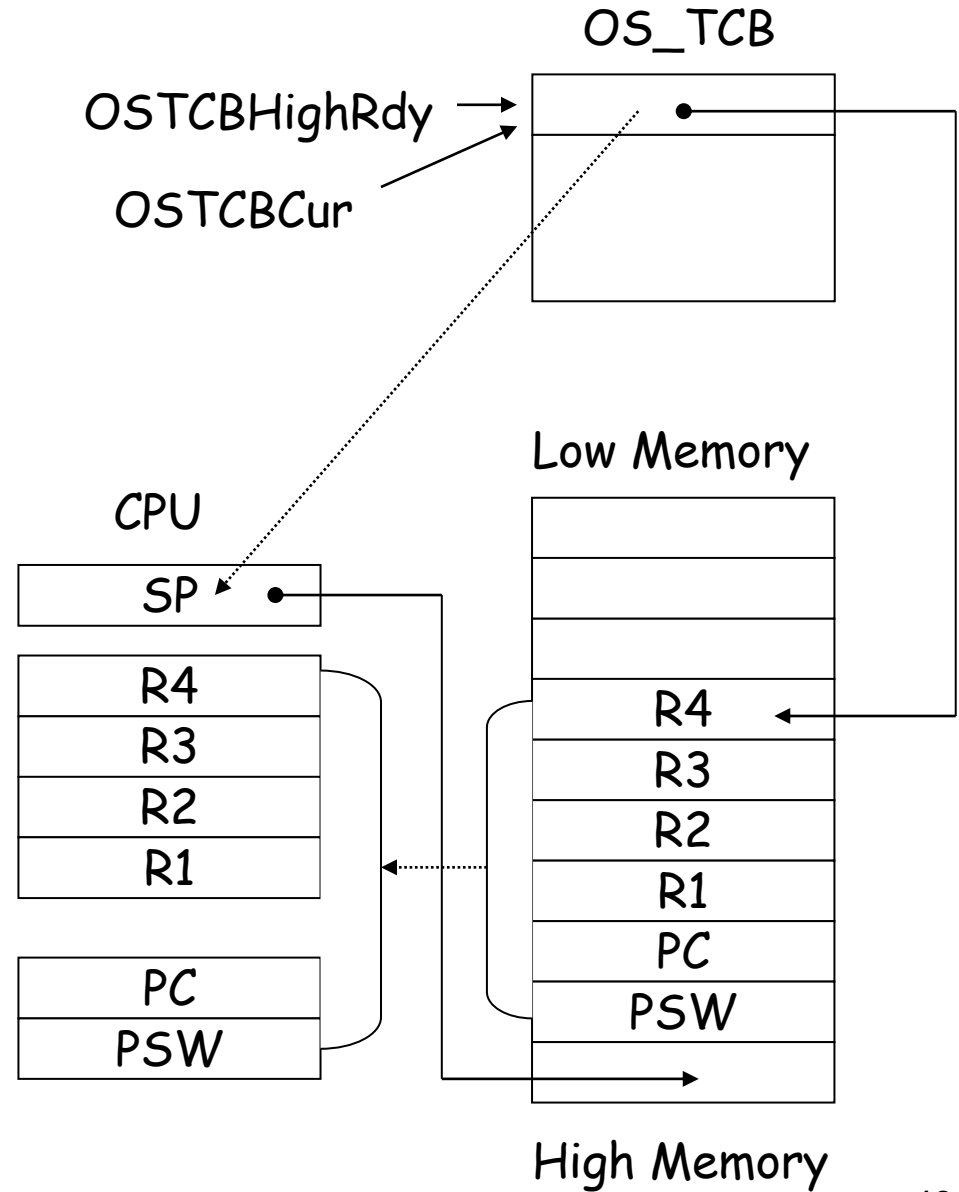 OS_TCB
OSTCBHighRdy
OSTCBCur
Low Memory
CPU
SP
R4
R3
R2
R1
PC
PSW
R4
R3
R2
R1
PC
PSW
High Memory